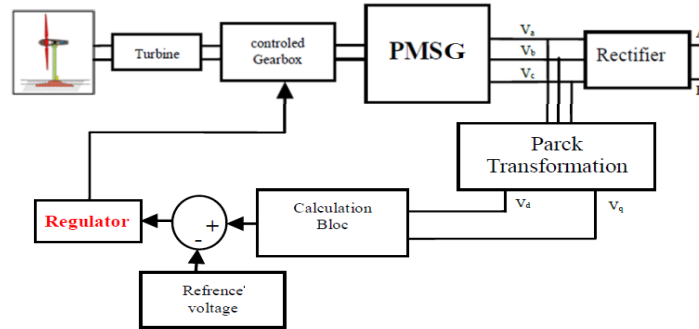 Turbine
controled
Gearbox
PMSG
Va
Vb
Vc
Rectifier
Parck
Transformation
Vd
Vq
Regulator
+
-
Calculation
Bloc
Refrence'
voltage